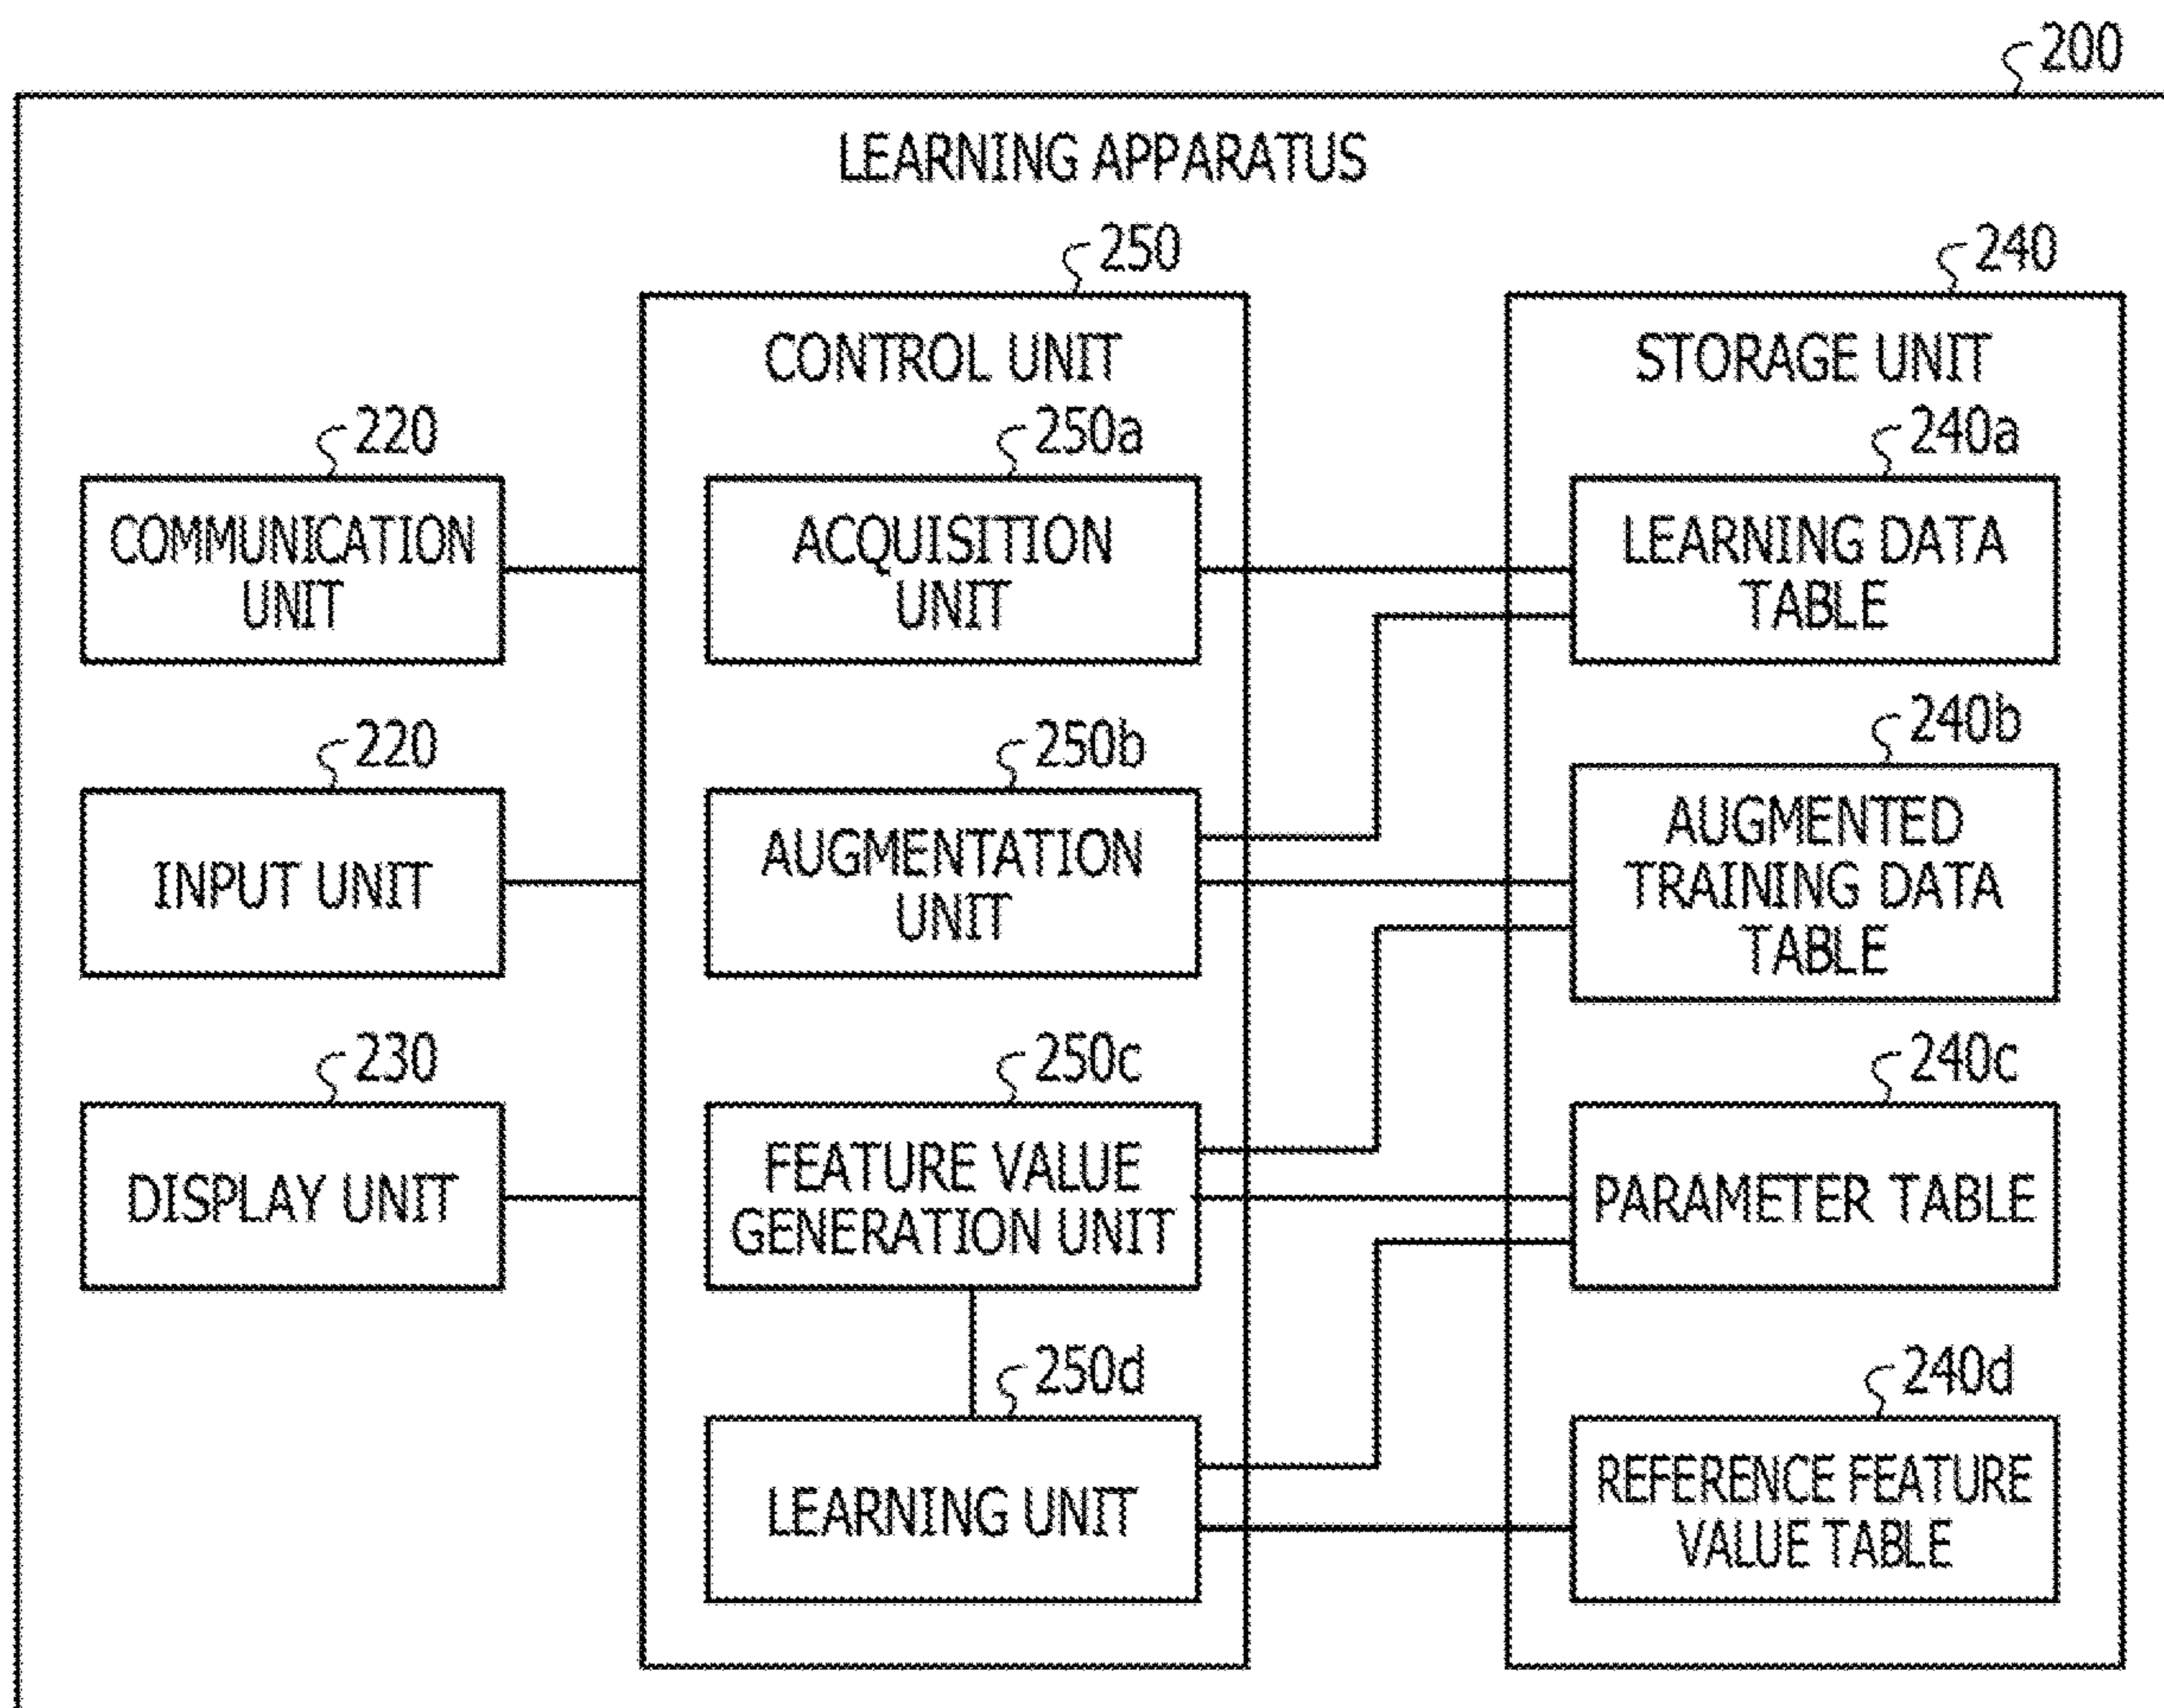 200
LEARNING APPARATUS
250
240
CONTROL UNIT
STORAGE UNIT
220
250a
240a
COMMUNICATION
UNIT
ACQUISITION
UNIT
LEARNING DATA
TABLE
220
250b
240b
INPUT UNIT
AUGMENTATION
UNIT
AUGMENTED
TRAINING DATA
TABLE
230
250c
240c
DISPLAY UNIT
FEATURE VALUE
GENERATION UNIT
PARAMETER TABLE
250d
240d
LEARNING UNIT
REFERENCE FEATURE
VALUE TABLE